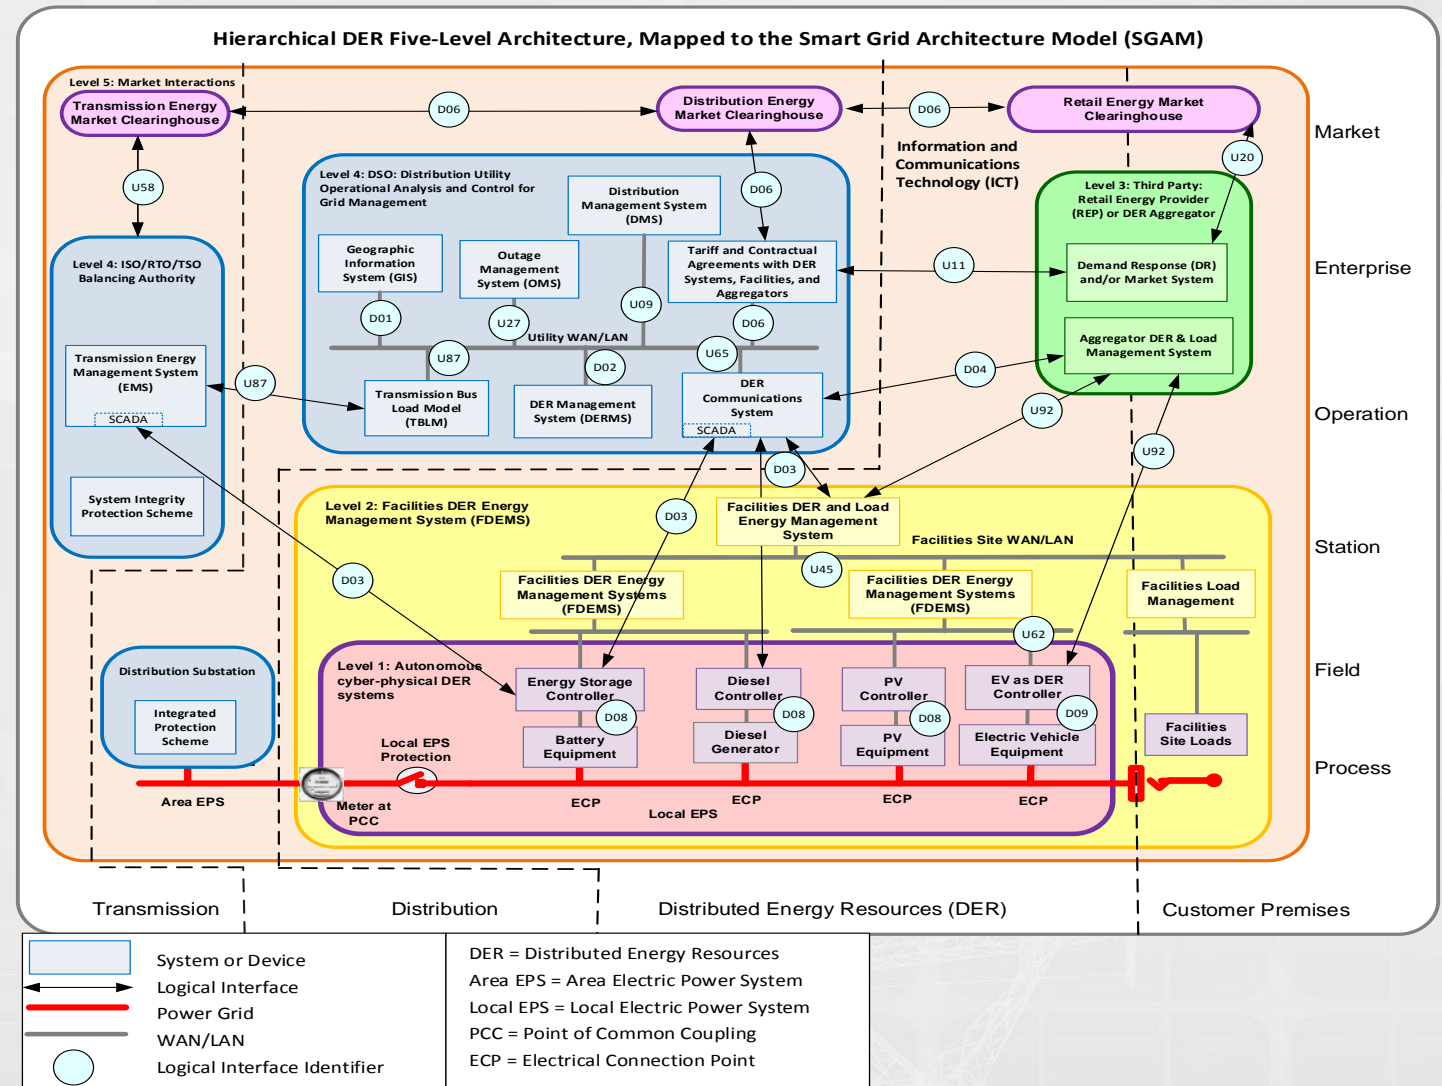 Hierarchical DER Five-Level Architecture, Mapped to the Smart Grid Architecture Model (SGAM)
Level 5: Market Interactions
Transmission Energy
Market Clearinghouse
D06
Distribution Energy
Market Clearinghouse
D06
Retail Energy Market
Clearinghouse
Market
Information and
Communications
Technology (ICT)
U58
U20
Level 4: DSO: Distribution Utility
Operational Analysis and Control for
Grid Management
Distribution
Management System
(DMS)
D06
Level 3: Third Party:
Retail Energy Provider
(REP) or DER Aggregator
Level 4: ISO/RTO/TSO
Balancing Authority
Geographic
Information
System (GIS)
Outage
Management
System (OMS)
Tariff and Contractual
Agreements with DER
Systems, Facilities, and
Aggregators
U11
Demand Response (DR)
and/or Market System
Enterprise
D01
U27
U09
D06
Utility WAN/LAN
U87
D02
U65
Aggregator DER & Load
Management System
Transmission Energy
Management System
(EMS)
SCADA
U87
Transmission Bus
Load Model
(TBLM)
DER Management
System (DERMS)
DER
Communications
System
SCADA
D04
U92
U92
Operation
D03
System Integrity
Protection Scheme
Level 2: Facilities DER Energy
Management System (FDEMS)
D03
Facilities DER and Load
Energy Management
System
Facilities Site WAN/LAN
Station
U45
D03
Facilities DER Energy
Management Systems
(FDEMS)
Facilities DER Energy
Management Systems
(FDEMS)
Facilities Load
Management
U62
Distribution Substation
Level 1: Autonomous
cyber-physical DER
systems
Energy Storage
Controller
Diesel
Controller
PV
Controller
EV as DER
Controller
Field
D08
D08
D08
D09
Integrated
Protection
Scheme
Local EPS
Protection
Battery
Equipment
Diesel
Generator
PV
Equipment
Electric Vehicle
Equipment
Facilities
Site Loads
Process
Area EPS
Meter at
PCC
ECP
ECP
ECP
ECP
Local EPS
Transmission
Distribution
Distributed Energy Resources (DER)
Customer Premises
System or Device
Logical Interface
Power Grid
WAN/LAN
Logical Interface Identifier
DER = Distributed Energy Resources
Area EPS = Area Electric Power System
Local EPS = Local Electric Power System
PCC = Point of Common Coupling
ECP = Electrical Connection Point